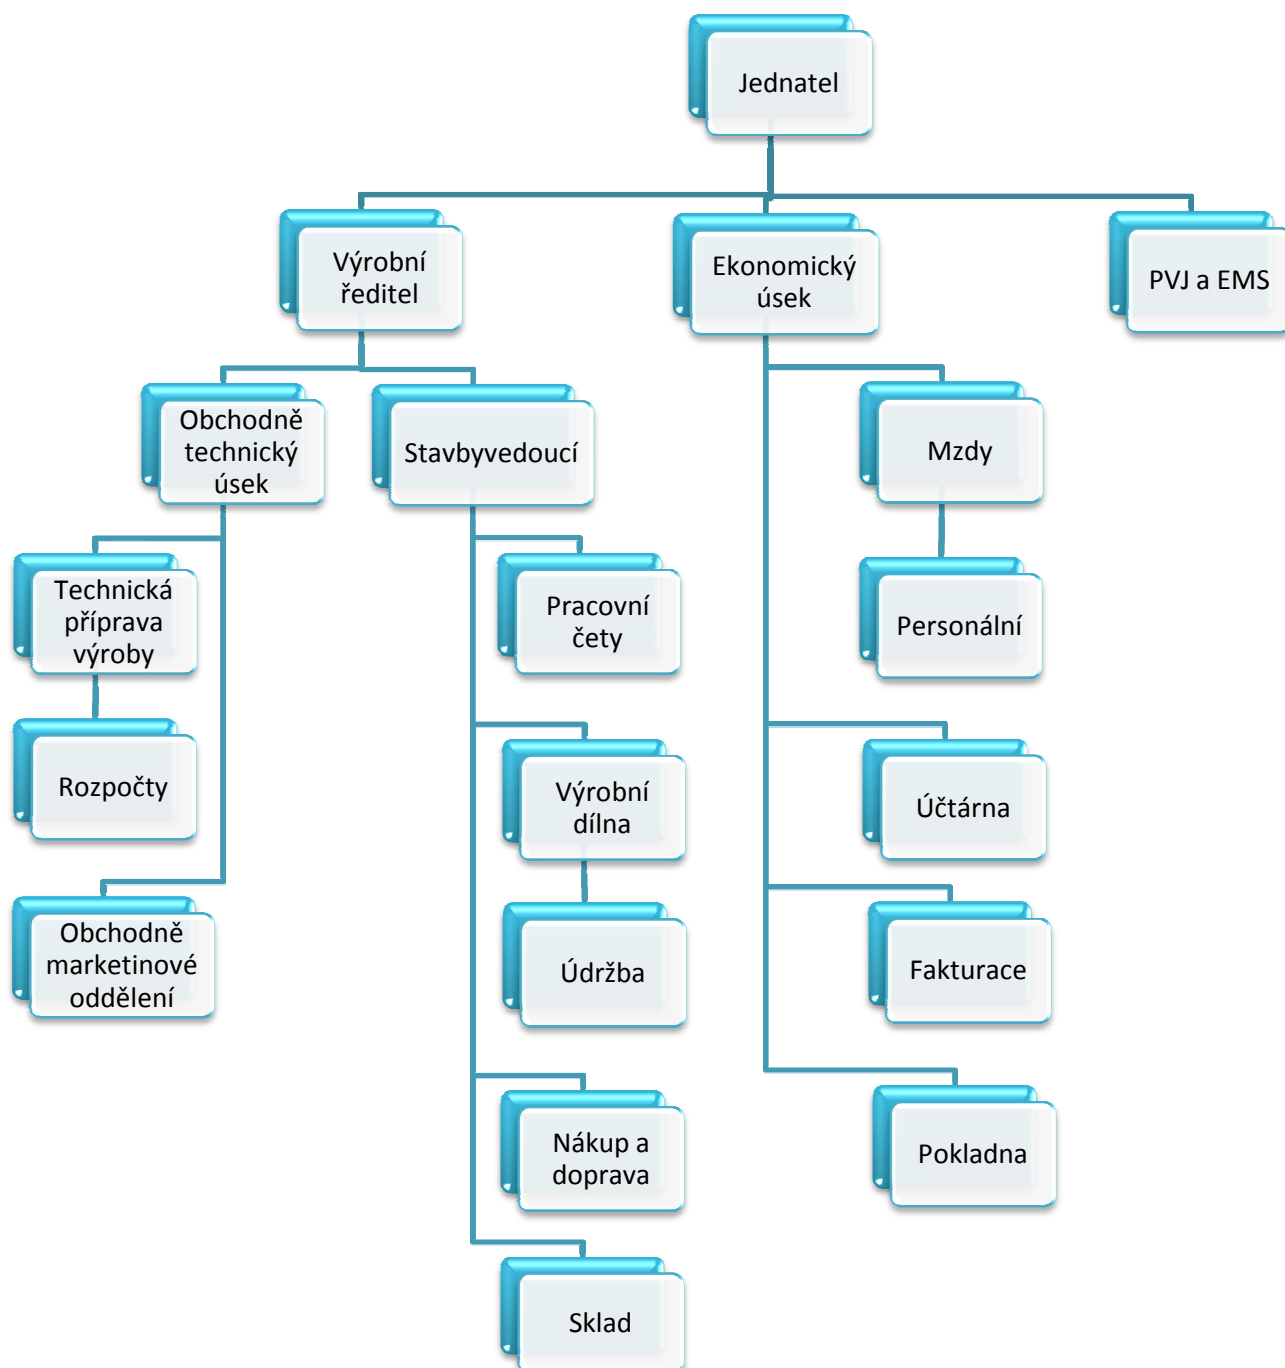 Jednatel
Výrobní
ředitel
Ekonomický
úsek
PVJ a EMS
Obchodně
technický
úsek
Stavbyvedoucí
Mzdy
Technická
příprava
výroby
Pracovní
čety
Personální
Rozpočty
Výrobní
dílna
Účtárna
Obchodně
marketinové
oddělení
Údržba
Fakturace
Nákup a
doprava
Pokladna
Sklad